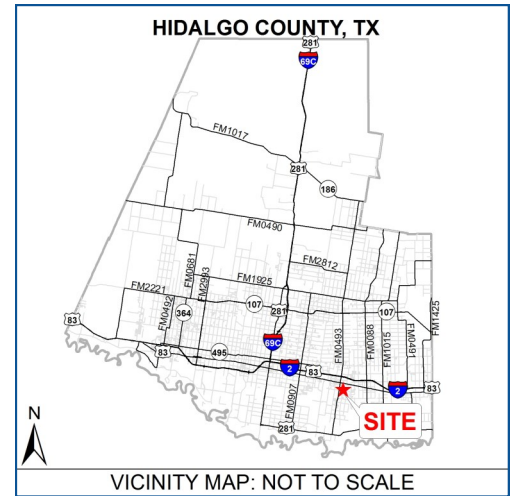 HIDALGO COUNTY, TX
281
69C
FM1017
281
186
FM0490
FM2812
FM0681
FM2993
FM1925
FM2221
FM0492
364
107
281
107
FM1425
83
FM0493
FM0088
FM1015
FM0491
69C
83
495
2
83
FM0907
2
83
SITE
281
N
VICINITY MAP: NOT TO SCALE